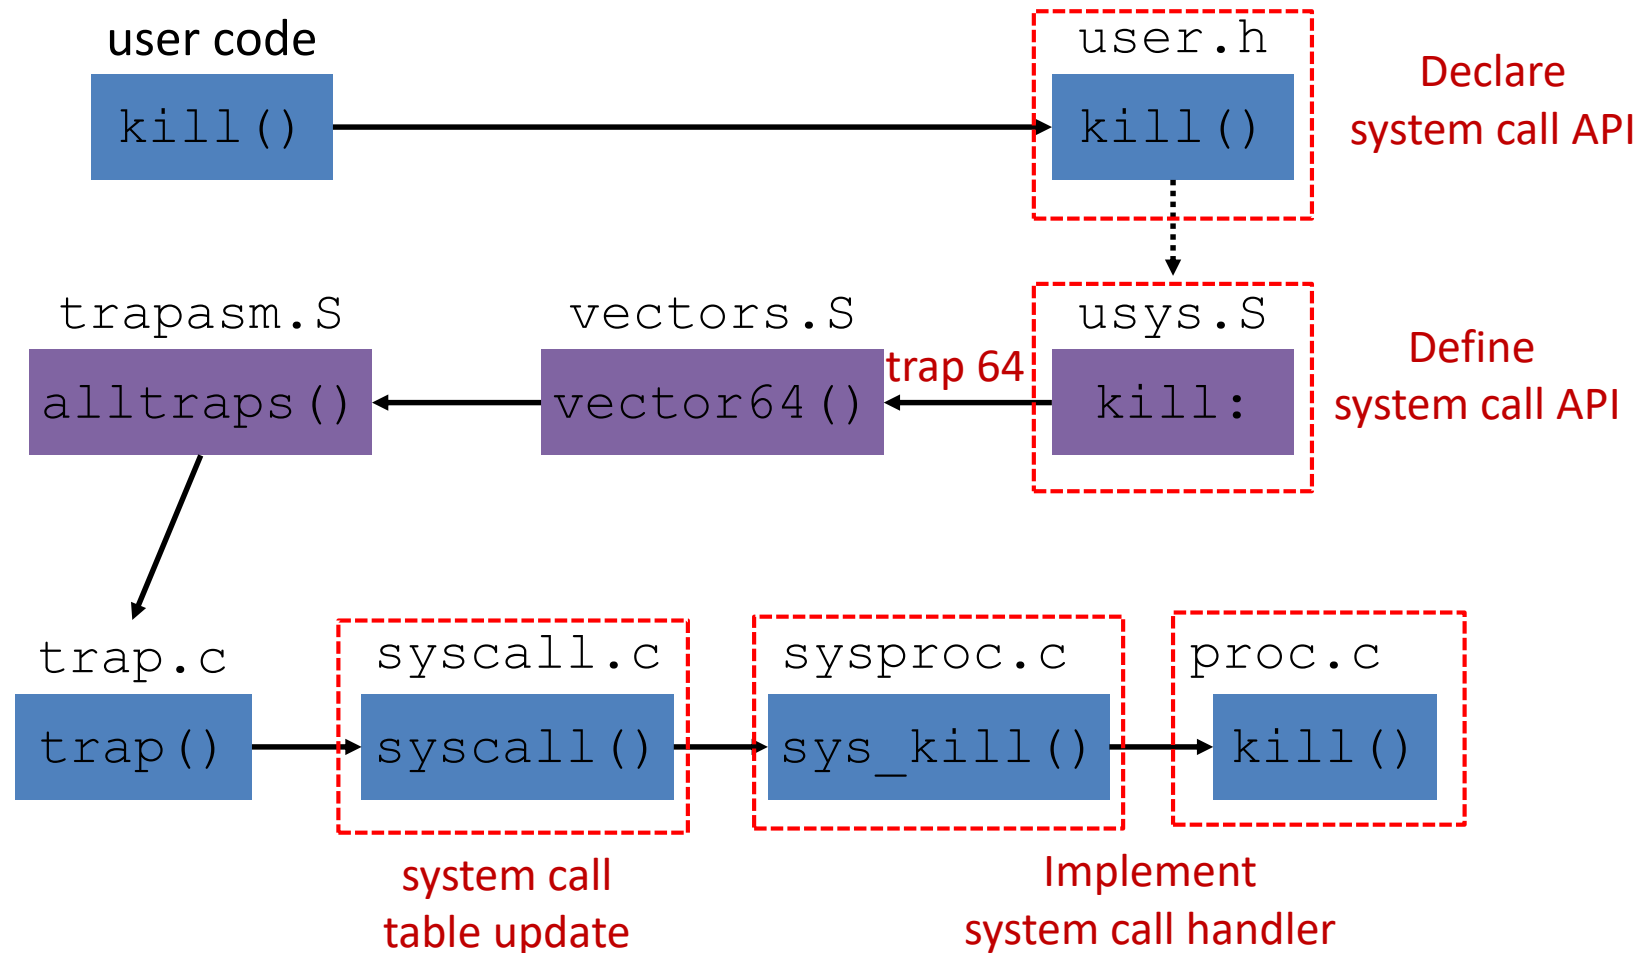 user code
kill()
user.h
kill()
Declare
system call API
trapasm.S
alltraps()
vectors.S
vector64()
trap 64
usys.S
kill:
Define
system call API
trap.c
trap()
syscall.c
syscall()
sysproc.c
sys_kill()
proc.c
kill()
system call
table update
Implement
system call handler